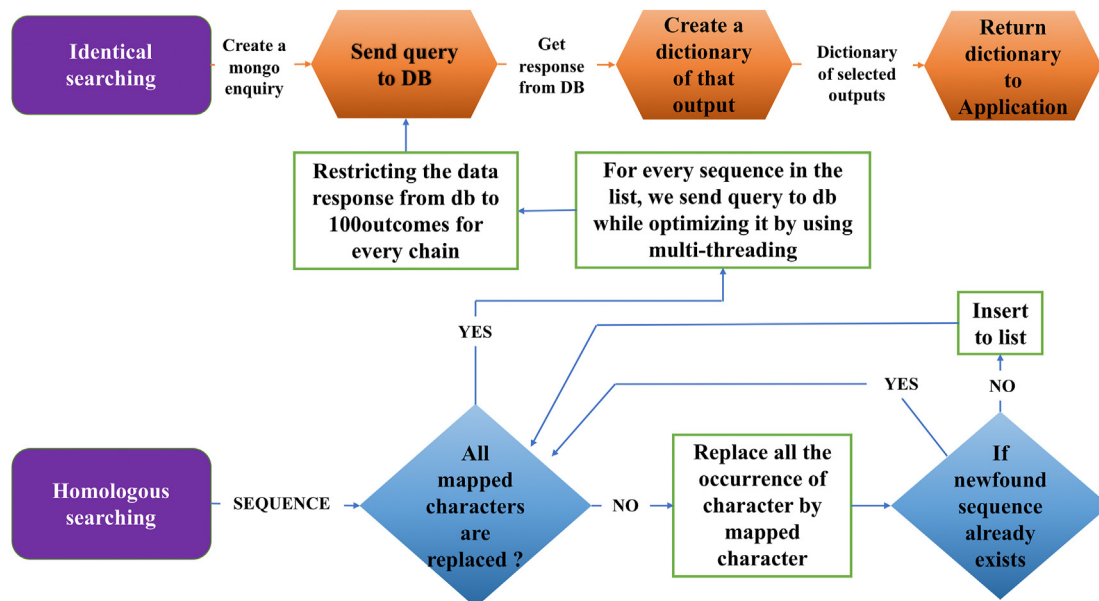 Identical
searching
Create a
mongo
enquiry
Send query
to DB
Get
response
from DB
Create a
dictionary
of that
output
Dictionary
of selected
outputs
Return
dictionary
to
Application
Restricting the data
response from db to
100outcomes for
every chain
For every sequence in the
list, we send query to db
while optimizing it by using
multi-threading
YES
Insert
to list
YES
NO
Homologous
searching
SEQUENCE
All
mapped
characters
are
replaced ?
NO
Replace all the
occurrence of
character by
mapped
character
If
newfound
sequence
already
exists